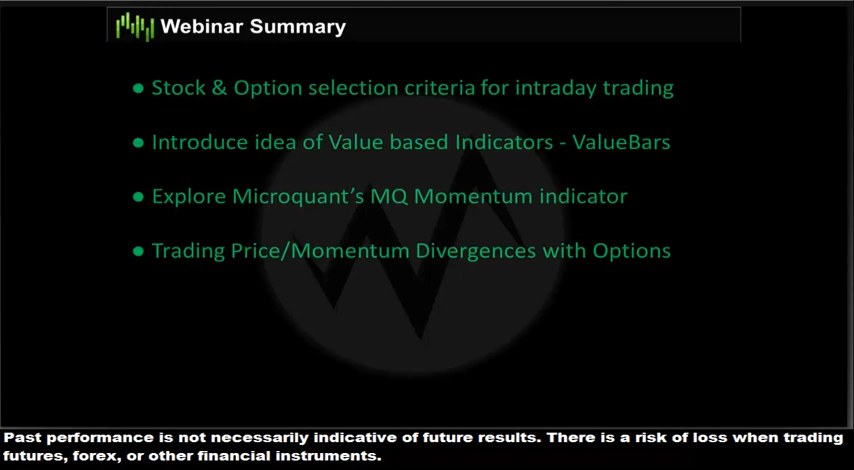 Webinar Summary
● Stock & Option selection criteria for intraday trading
● Introduce idea of Value based Indicators - ValueBars
● Explore Microquant’s MQ Momentum indicator
● Trading Price/Momentum Divergences with Options
Past performance is not necessarily indicative of future results. There is a risk of loss when trading
futures, forex, or other financial instruments.